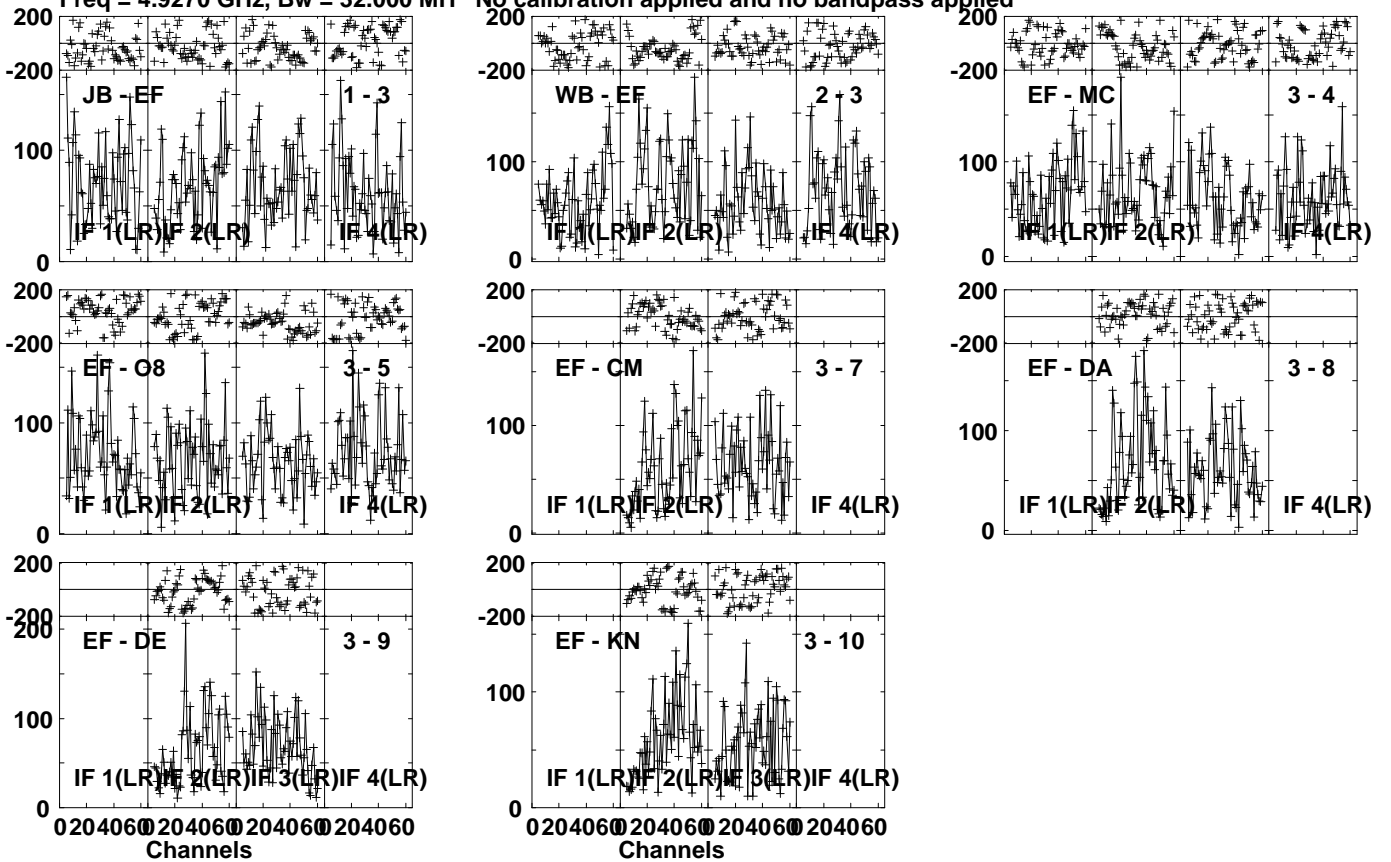 Freq = 4.9270 GHz, Bw = 32.000 MH No calibration applied and no bandpass applied
200
-200
JB - EF 1 - 3
100
IF 1(LR) IF 2(LR) IF 4(LR)
0
WB - EF 2 - 3
100
IF 1(LR) IF 2(LR) IF 4(LR)
0
EF - MC 3 - 4
100
IF 1(LR) IF 2(LR) IF 4(LR)
0
200
-200
EF - O8 3 - 5
100
IF 1(LR) IF 2(LR) IF 4(LR)
0
200
-200
EF - CM 3 - 7
100
IF 1(LR) IF 2(LR) IF 4(LR)
0
200
-200
EF - DA 3 - 8
100
IF 1(LR) IF 2(LR) IF 4(LR)
0
200
-200
200
EF - DE 3 - 9
100
IF 1(LR) IF 2(LR) IF 3(LR) IF 4(LR)
0
0 20 40 60 0 20 40 60 0 20 40 60 0 20 40 60
Channels
200
-200
EF - KN 3 - 10
100
IF 1(LR) IF 2(LR) IF 3(LR) IF 4(LR)
0
0 20 40 60 0 20 40 60 0 20 40 60 0 20 40 60
Channels